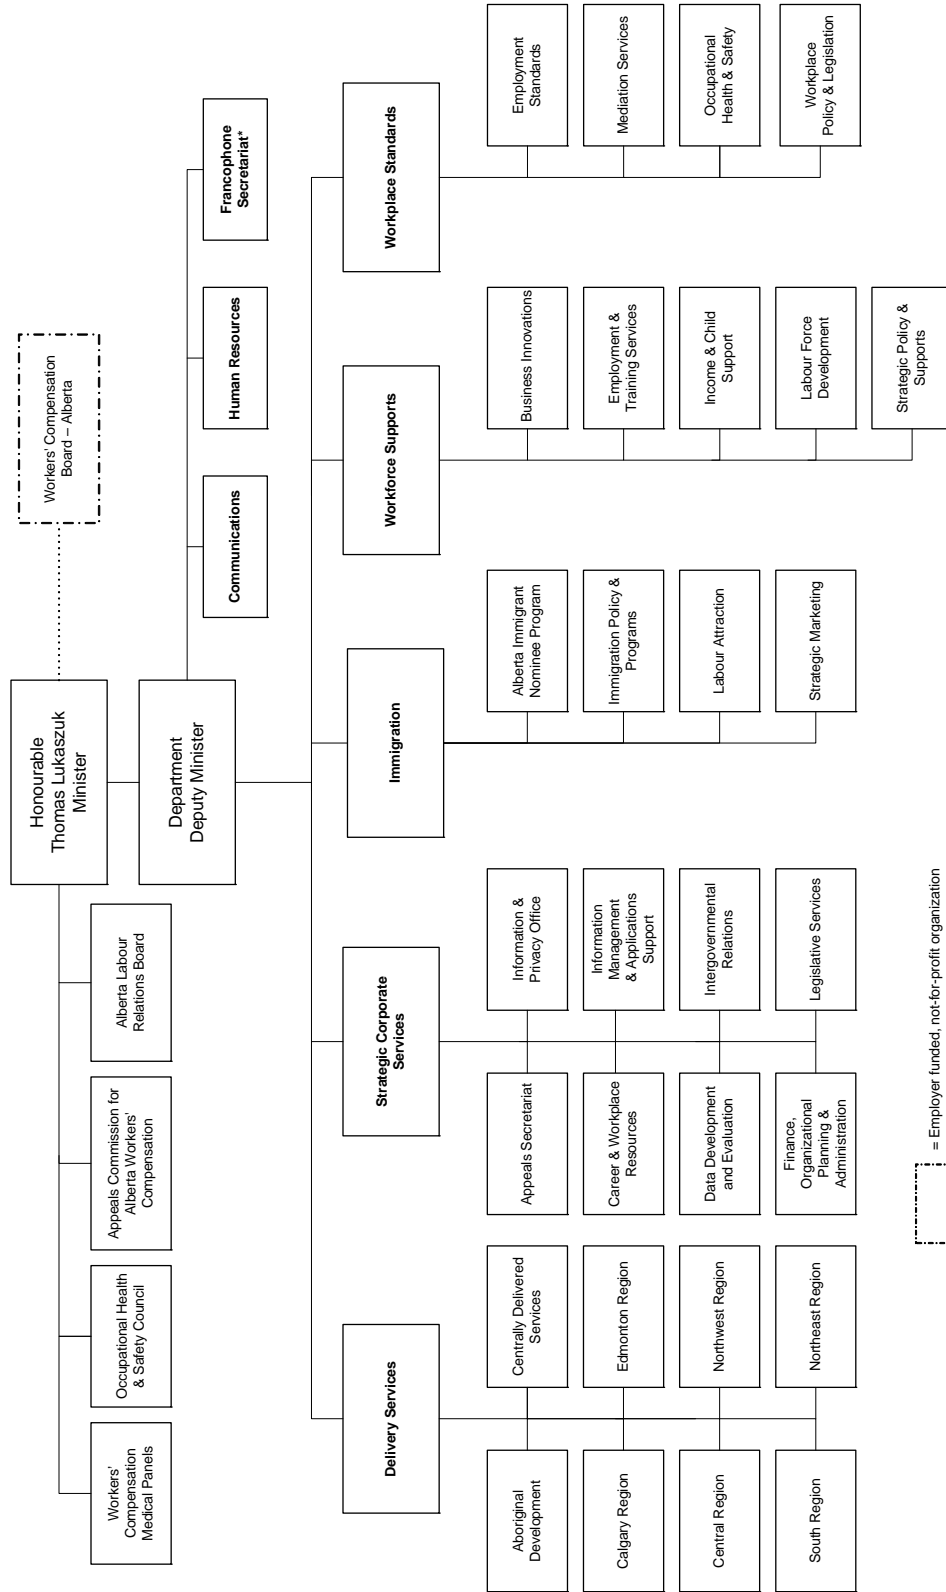 Honourable
Thomas Lukaszuk
Minister
Workers' Compensation
Board – Alberta
Workers'
Compensation
Medical Panels
Occupational Health
& Safety Council
Appeals Commission for
Alberta Workers'
Compensation
Alberta Labour
Relations Board
Department
Deputy Minister
Communications
Human Resources
Francophone
Secretariat*
Delivery Services
Strategic Corporate
Services
Immigration
Workforce Supports
Workplace Standards
Aboriginal
Development
Centrally Delivered
Services
Calgary Region
Edmonton Region
Central Region
Northwest Region
South Region
Northeast Region
Appeals Secretariat
Information &
Privacy Office
Career & Workplace
Resources
Information
Management
& Applications
Support
Data Development
and Evaluation
Intergovernmental
Relations
Finance,
Organizational
Planning &
Administration
Legislative Services
Alberta Immigrant
Nominee Program
Immigration Policy &
Programs
Labour Attraction
Strategic Marketing
Business Innovations
Employment &
Training Services
Income & Child
Support
Labour Force
Development
Strategic Policy &
Supports
Employment
Standards
Mediation Services
Occupational
Health & Safety
Workplace
Policy & Legislation
= Employer funded, not-for-profit organization